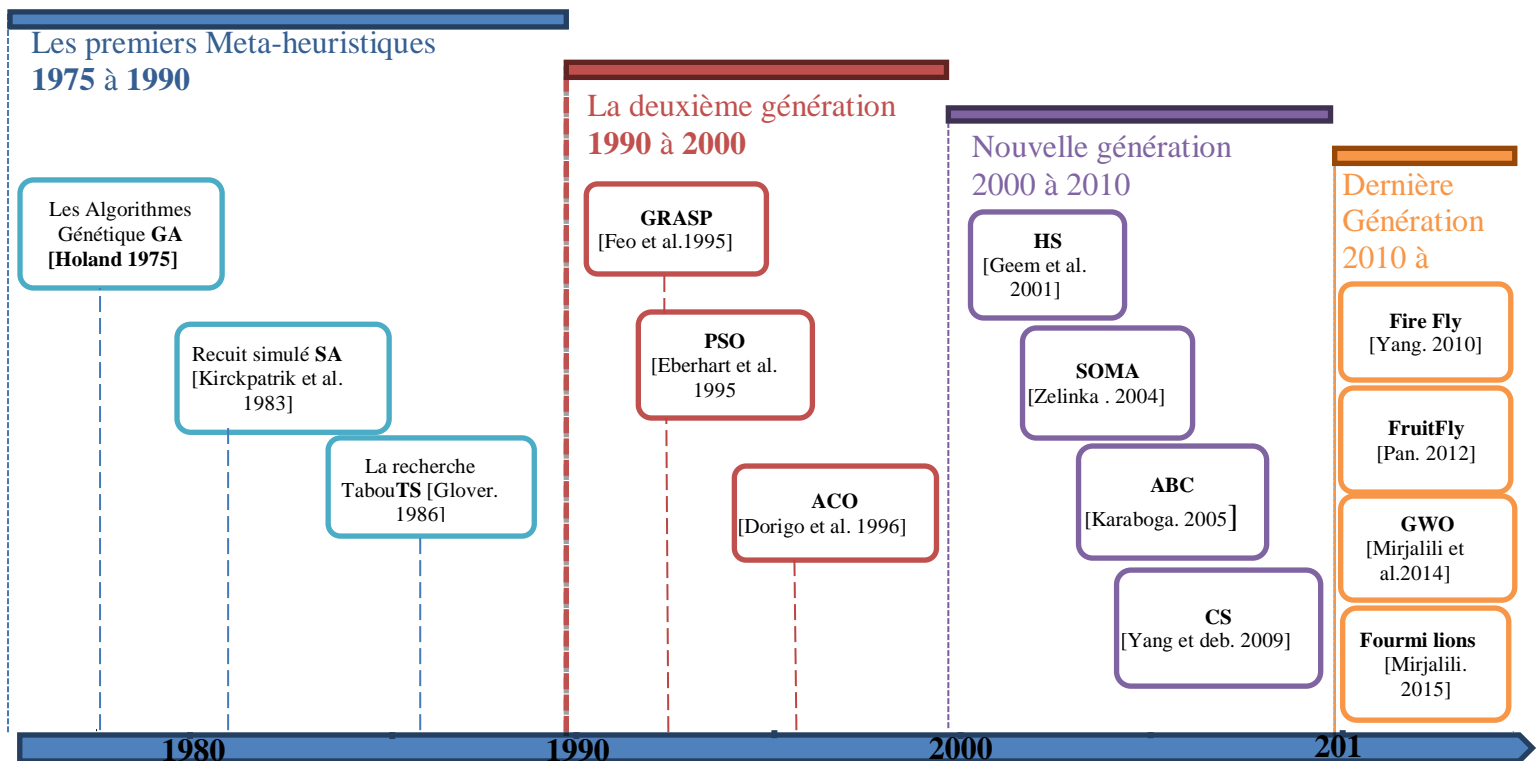 Les premiers Meta-heuristiques
1975 à 1990
La deuxième génération
1990 à 2000
Nouvelle génération
2000 à 2010
Dernière
Génération
2010 à
Les Algorithmes
Génétique GA
[Holand 1975]
Recuit simulé SA
[Kirckpatrik et al.
1983]
La recherche
TabouTS [Glover.
1986]
GRASP
[Feo et al.1995]
PSO
[Eberhart et al.
1995
ACO
[Dorigo et al. 1996]
HS
[Geem et al.
2001]
SOMA
[Zelinka . 2004]
ABC
[Karaboga. 2005]
CS
[Yang et deb. 2009]
Fire Fly
[Yang. 2010]
FruitFly
[Pan. 2012]
GWO
[Mirjalili et
al.2014]
Fourmi lions
[Mirjalili.
2015]
1980 1990 2000 201